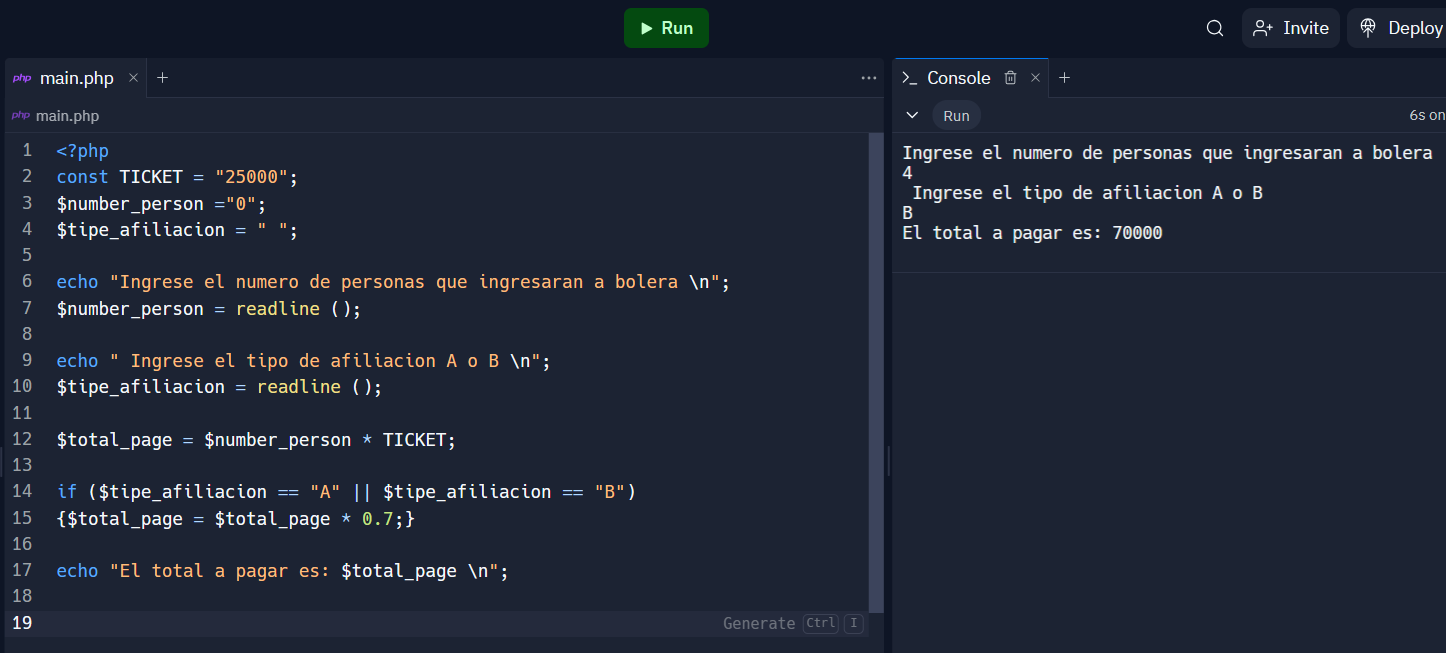 Run
Invite
Deploy
php main.php
Console
php main.php
Run
6s on
1 <?php
2 const TICKET = "25000";
3 $number_person ="0";
4 $tipe_afiliacion = " ";
5
6 echo "Ingrese el numero de personas que ingresaran a bolera \n";
7 $number_person = readline ();
8
9 echo " Ingrese el tipo de afiliacion A o B \n";
10 $tipe_afiliacion = readline ();
11
12 $total_page = $number_person * TICKET;
13
14 if ($tipe_afiliacion == "A" || $tipe_afiliacion == "B")
15 {$total_page = $total_page * 0.7;}
16
17 echo "El total a pagar es: $total_page \n";
18
19
Generate Ctrl I
Ingrese el numero de personas que ingresaran a bolera
4
Ingrese el tipo de afiliacion A o B
B
El total a pagar es: 70000